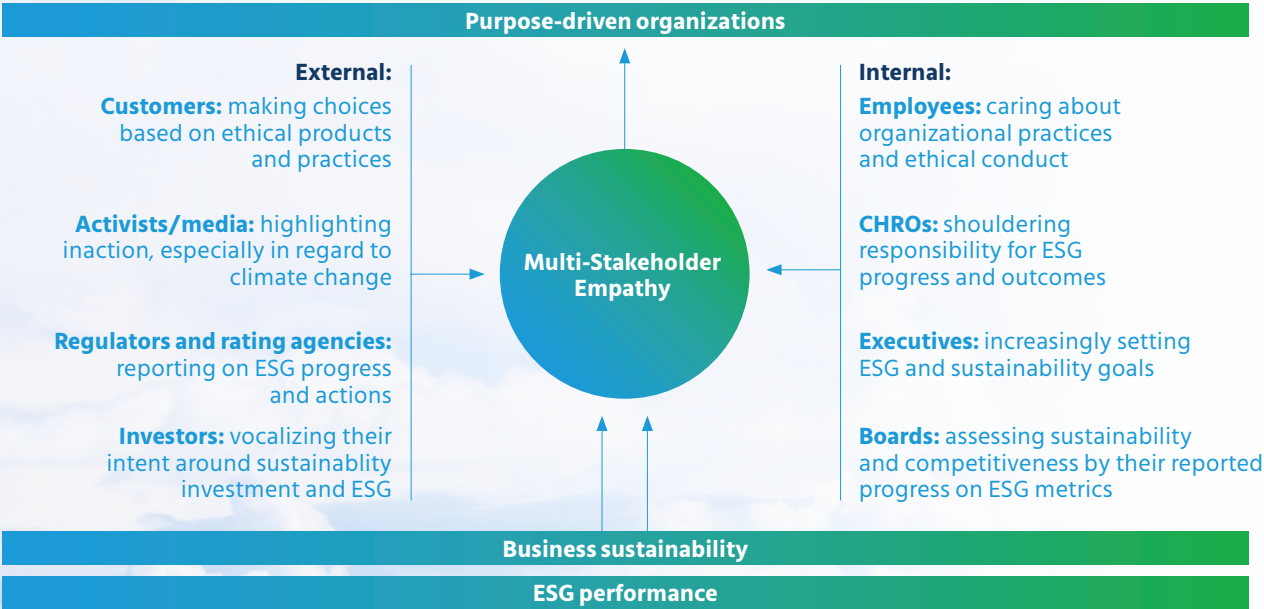 Purpose-driven organizations
External:
Customers: making choices
based on ethical products
and practices
Activists/media: highlighting
inaction, especially in regard to
climate change
Regulators and rating agencies:
reporting on ESG progress
and actions
Investors: vocalizing their
intent around sustainablity
investment and ESG
Multi-Stakeholder
Empathy
Internal:
Employees: caring about
organizational practices
and ethical conduct
CHROs: shouldering
responsibility for ESG
progress and outcomes
Executives: increasingly setting
ESG and sustainability goals
Boards: assessing sustainability
and competitiveness by their reported
progress on ESG metrics
Business sustainability
ESG performance